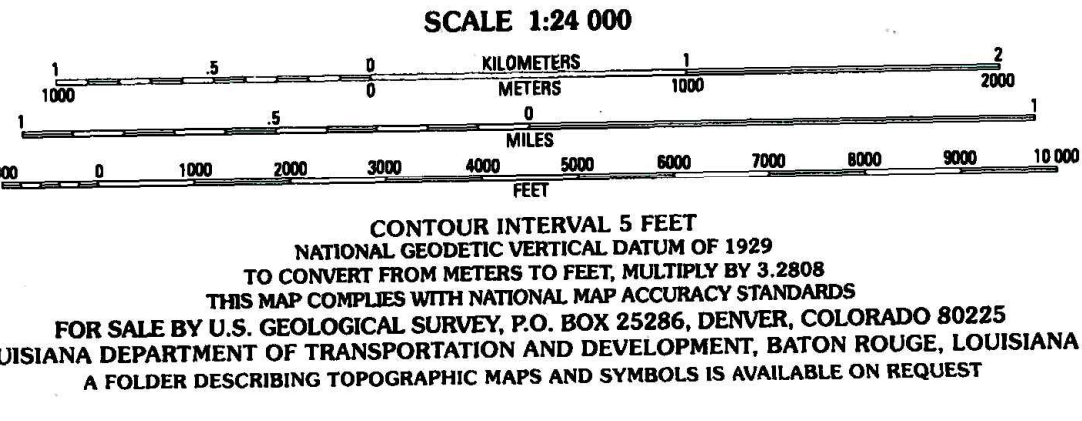 SCALE 1:24 000
1 .5 0 KILOMETERS 1 2
1000 0 METERS 1000 2000
1 .5 0 1
MILES
0 1000 2000 3000 4000 5000 6000 7000 8000 9000 10 000
FEET
CONTOUR INTERVAL 5 FEET
NATIONAL GEODETIC VERTICAL DATUM OF 1929
TO CONVERT FROM METERS TO FEET, MULTIPLY BY 3.2808
THIS MAP COMPLIES WITH NATIONAL MAP ACCURACY STANDARDS
FOR SALE BY U.S. GEOLOGICAL SURVEY, P.O. BOX 25286, DENVER, COLORADO 80225
UISIANA DEPARTMENT OF TRANSPORTATION AND DEVELOPMENT, BATON ROUGE, LOUISIANA
A FOLDER DESCRIBING TOPOGRAPHIC MAPS AND SYMBOLS IS AVAILABLE ON REQUEST